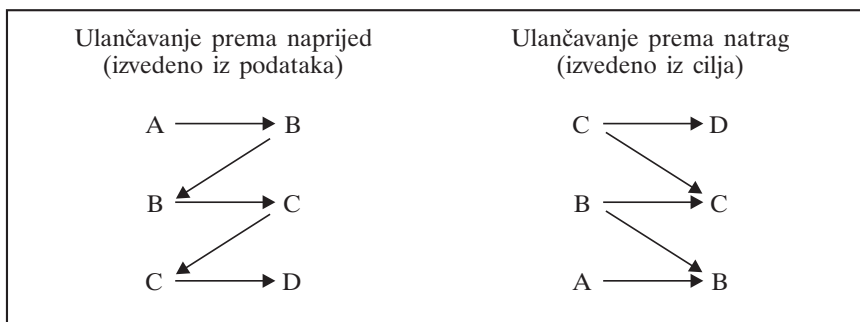 Ulančavanje prema naprijed
(izvedeno iz podataka)
A B
B C
C D
Ulančavanje prema natrag
(izvedeno iz cilja)
C D
B C
A B